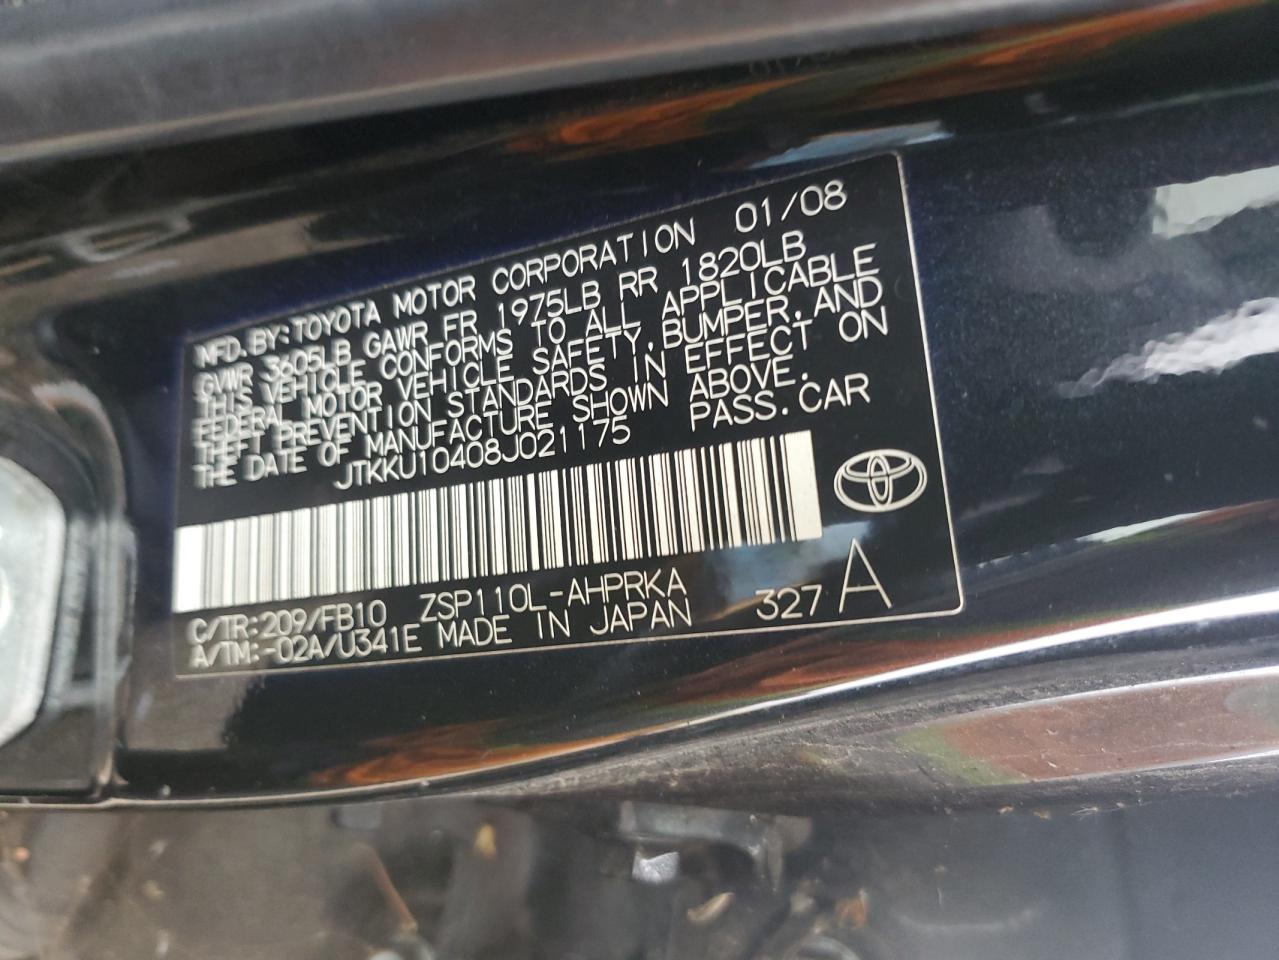 MFD. BY: TOYOTA MOTOR CORPORATION 01/08
GVWR 3605LB GAWR FR 1975LB RR 1820LB
THIS VEHICLE CONFORMS TO ALL APPLICABLE
FEDERAL MOTOR VEHICLE SAFETY, BUMPER, AND
THEFT PREVENTION STANDARDS IN EFFECT ON
THE DATE OF MANUFACTURE SHOWN ABOVE.
JTKKU10408J021175 PASS. CAR
C/TR: 209/FB10 ZSP110L-AHPRKA
A/TM: -02A/U341E MADE IN JAPAN 327 A